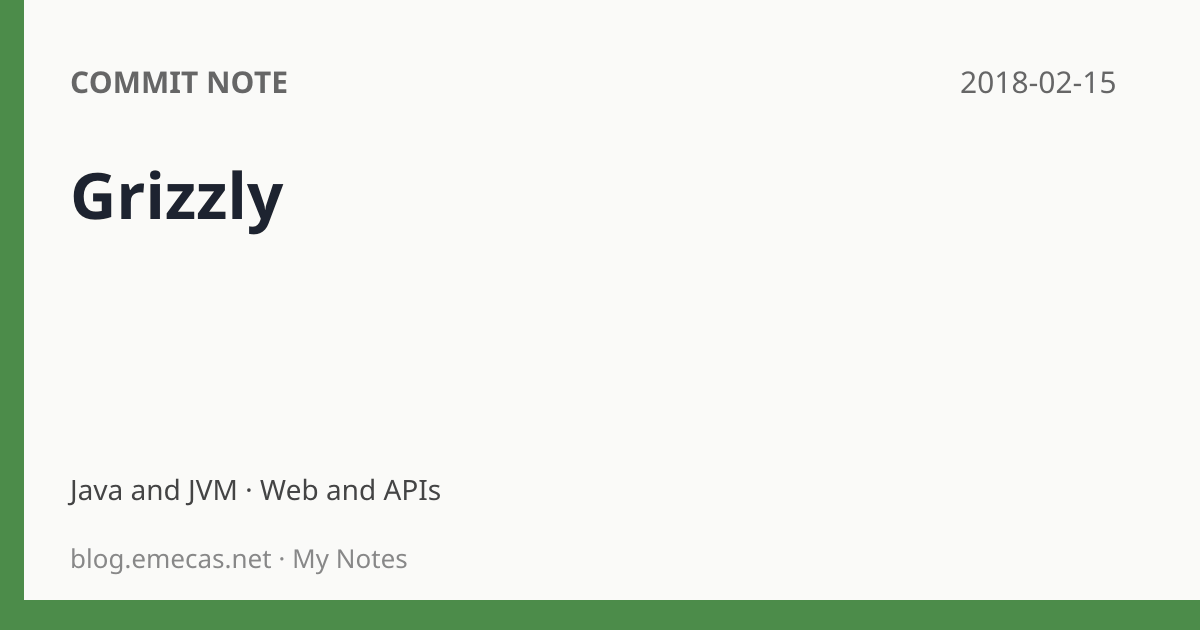 COMMIT NOTE
2018-02-15
Grizzly
Java and JVM · Web and APIs
blog.emecas.net · My Notes